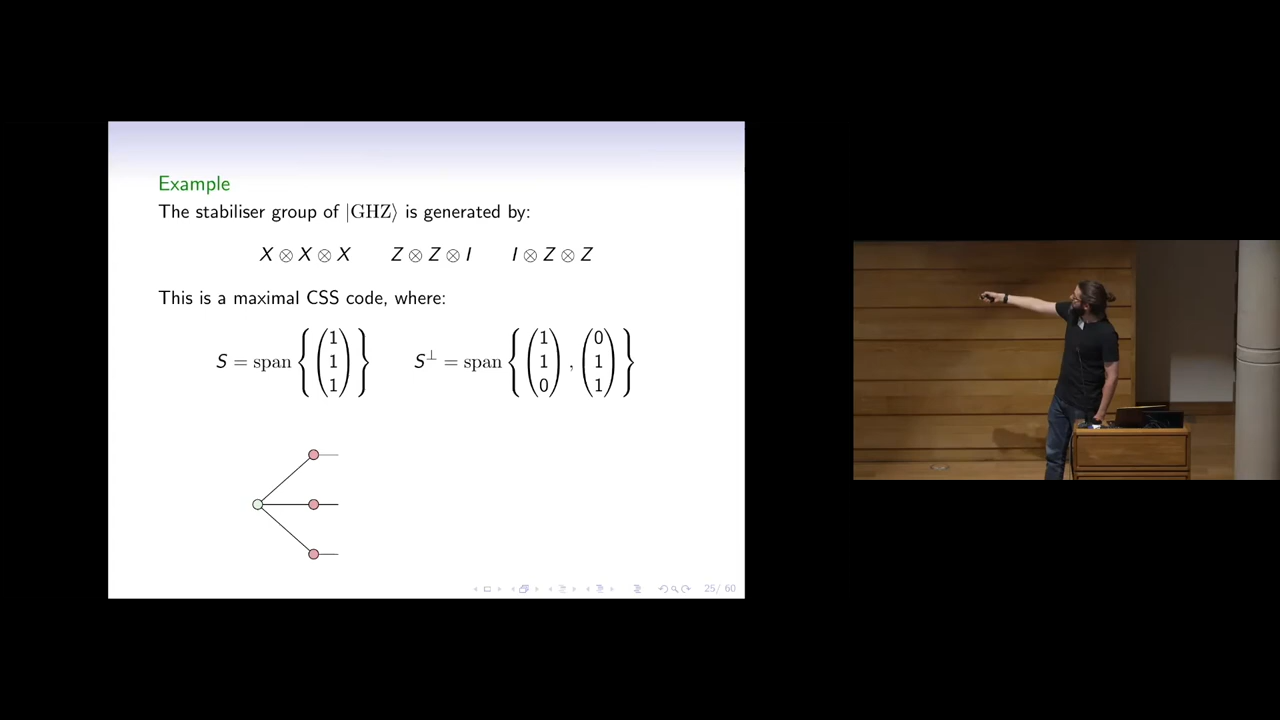 Example
The stabiliser group of |GHZ⟩ is generated by:
X ⊗ X ⊗ X Z ⊗ Z ⊗ I I ⊗ Z ⊗ Z
This is a maximal CSS code, where:
S = span { (1 1 1) } S⊥ = span { (1 1 0) , (0 1 1) }
25 / 60